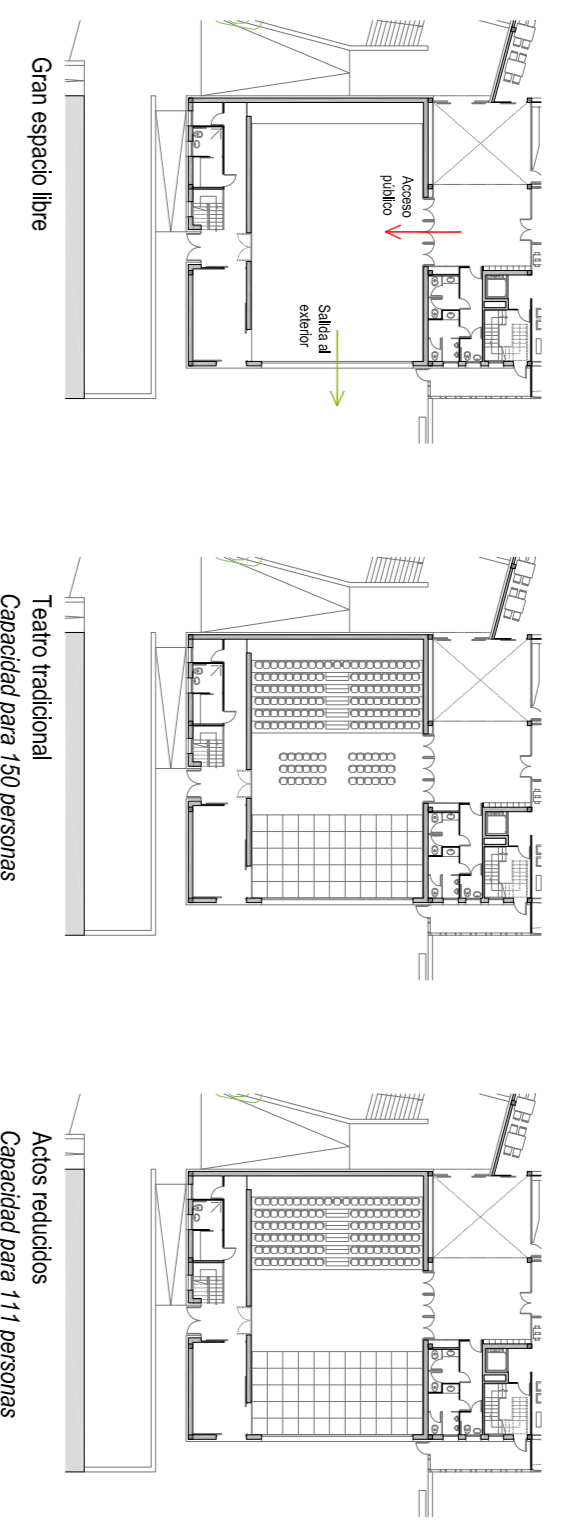 Gran espacio libre
Acceso
público
Salida al
exterior
Teatro tradicional
Capacidad para 150 personas
Actos reducidos
Capacidad para 111 personas